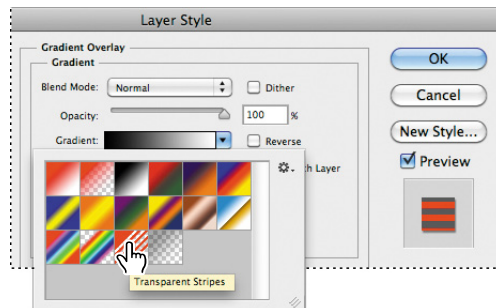 Layer Style
Gradient Overlay
Gradient
Blend Mode: Normal Dither
Opacity: 100 %
Gradient: Reverse
h Layer
OK
Cancel
New Style...
Preview
Transparent Stripes